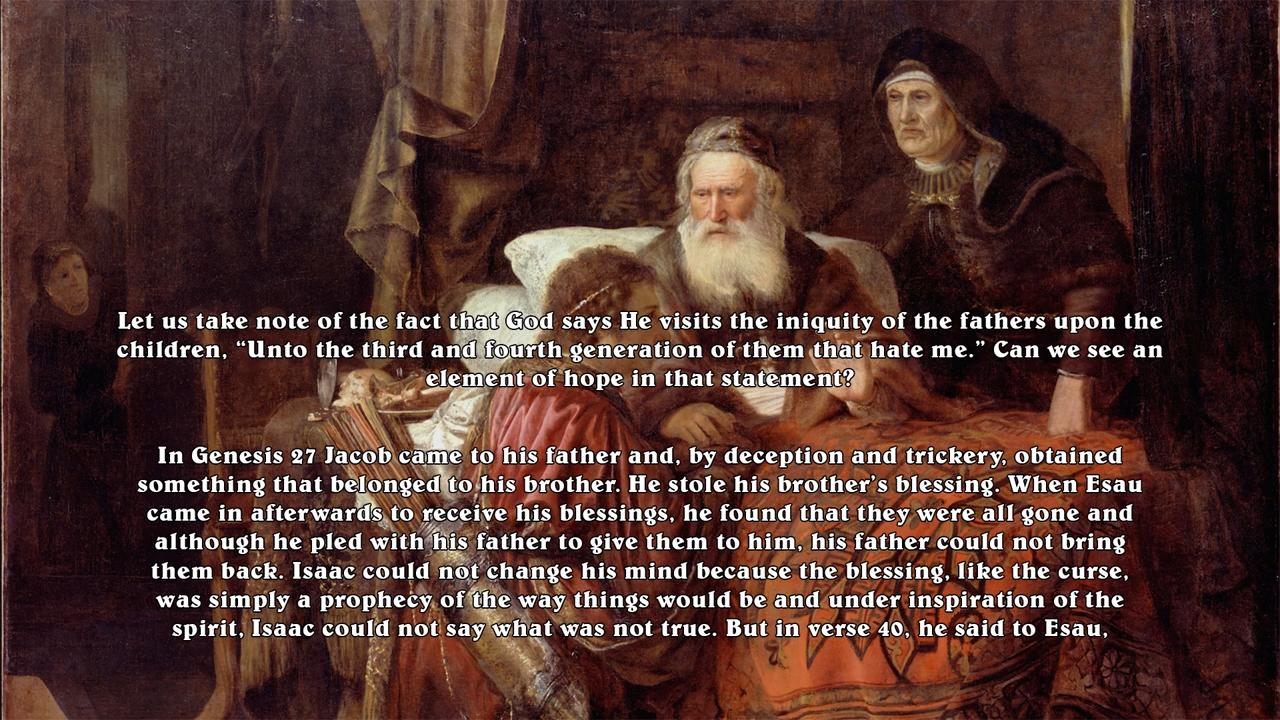 Let us take note of the fact that God says He visits the iniquity of the fathers upon the
children, “Unto the third and fourth generation of them that hate me.” Can we see an
element of hope in that statement?
In Genesis 27 Jacob came to his father and, by deception and trickery, obtained
something that belonged to his brother. He stole his brother’s blessing. When Esau
came in afterwards to receive his blessings, he found that they were all gone and
although he pled with his father to give them to him, his father could not bring
them back. Isaac could not change his mind because the blessing, like the curse,
was simply a prophecy of the way things would be and under inspiration of the
spirit, Isaac could not say what was not true. But in verse 40, he said to Esau,